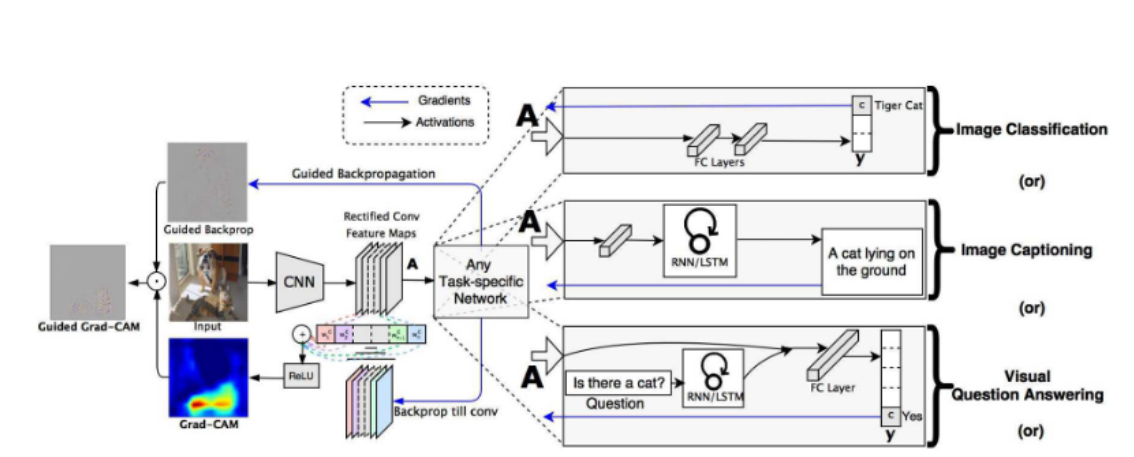 Gradients
Activations
A
Tiger Cat
c
FC Layers
y
Image Classification
(or)
Guided Backpropagation
Guided Backprop
Rectified Conv
Feature Maps
A
A
RNN/LSTM
A cat lying on
the ground
Image Captioning
(or)
CNN
Any
Task-specific
Network
Guided Grad-CAM
Input
+
ReLU
Grad-CAM
Backprop till conv
A
Is there a cat?
Question
RNN/LSTM
FC Layer
c
Yes
y
Visual
Question Answering
(or)